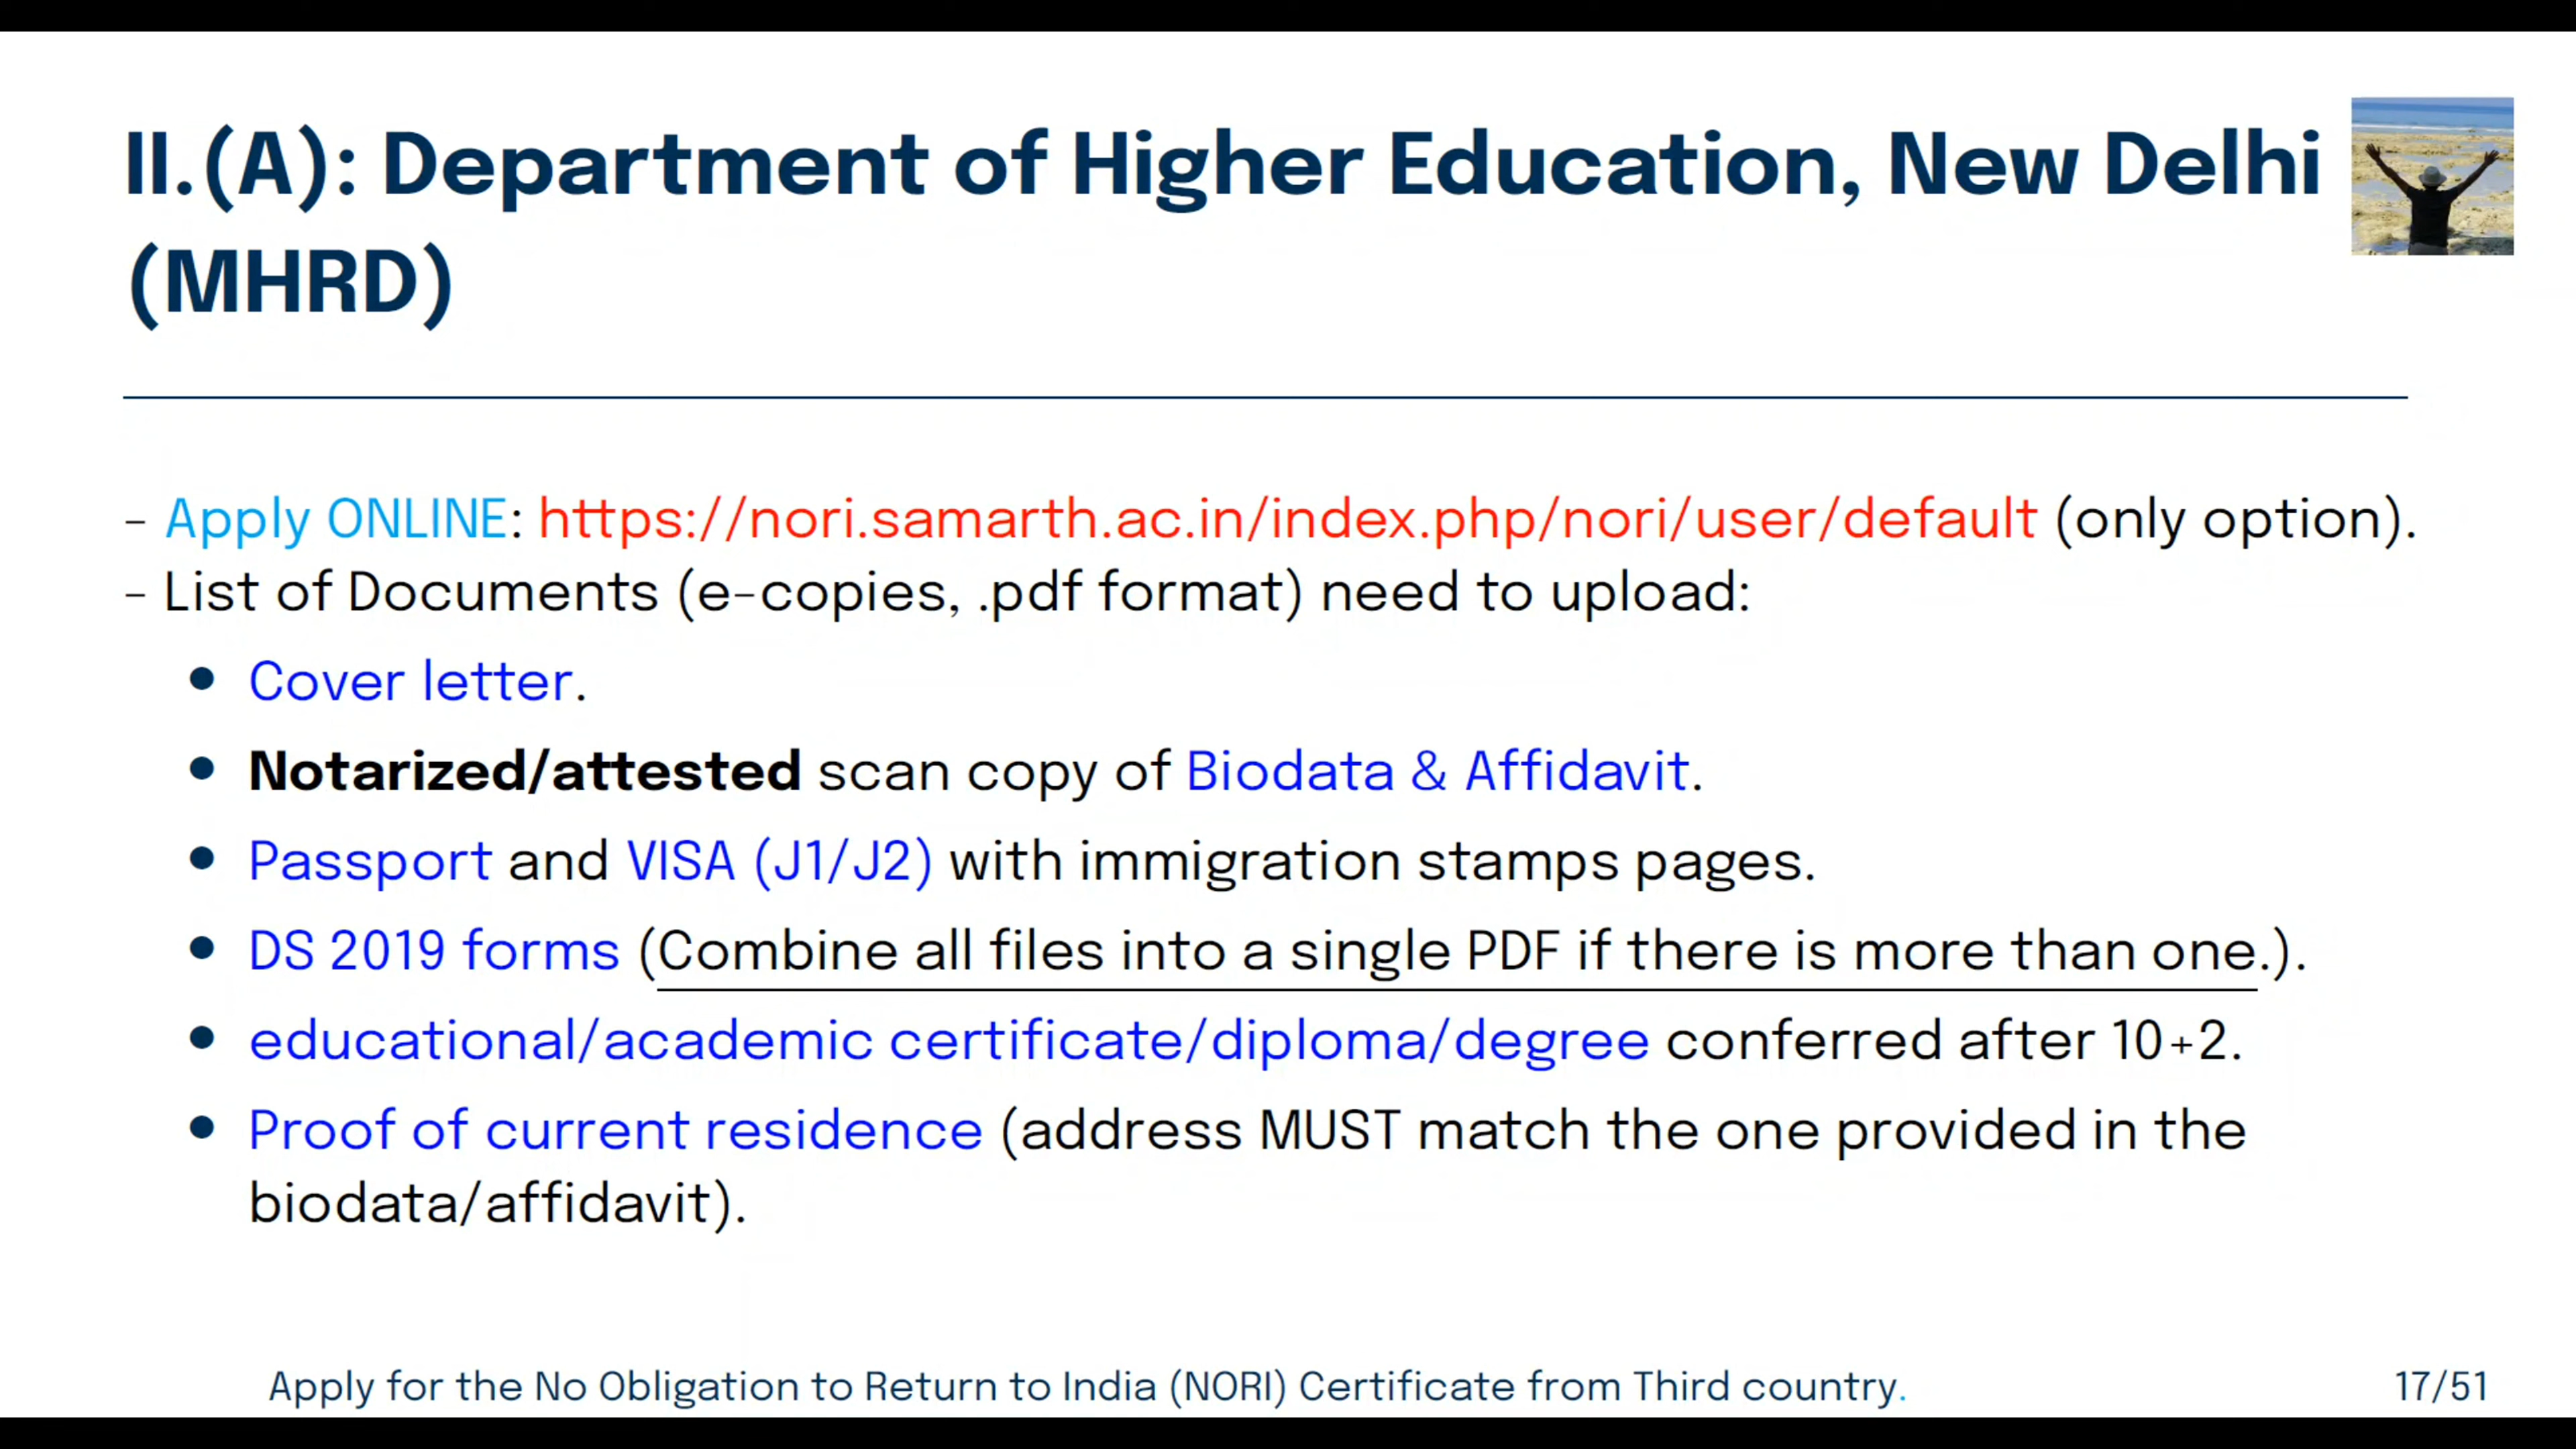 II.(A): Department of Higher Education, New Delhi
(MHRD)
- Apply ONLINE: https://nori.samarth.ac.in/index.php/nori/user/default (only option).
- List of Documents (e-copies, .pdf format) need to upload:
● Cover letter.
● Notarized/attested scan copy of Biodata & Affidavit.
● Passport and VISA (J1/J2) with immigration stamps pages.
● DS 2019 forms (Combine all files into a single PDF if there is more than one.).
● educational/academic certificate/diploma/degree conferred after 10+2.
● Proof of current residence (address MUST match the one provided in the
biodata/affidavit).
Apply for the No Obligation to Return to India (NORI) Certificate from Third country.
17/51